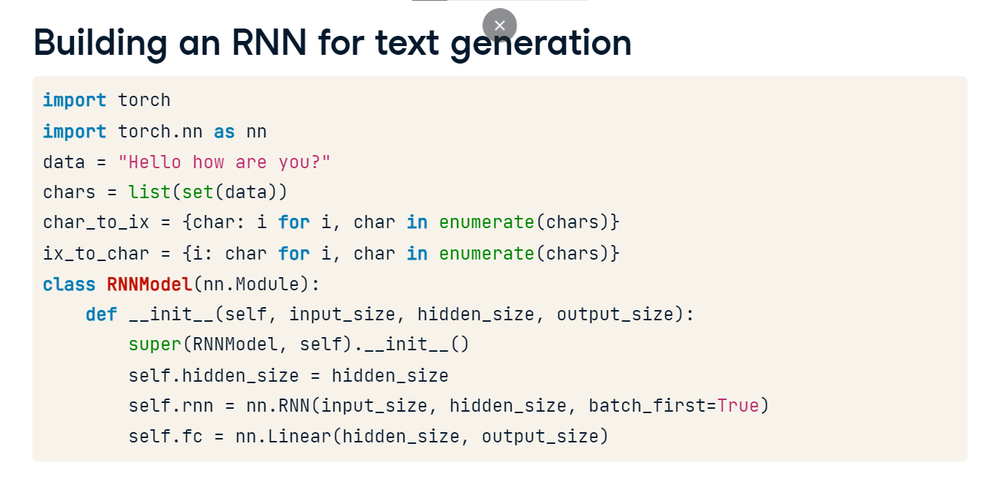 Building an RNN for text generation
import torch
import torch.nn as nn
data = "Hello how are you?"
chars = list(set(data))
char_to_ix = {char: i for i, char in enumerate(chars)}
ix_to_char = {i: char for i, char in enumerate(chars)}
class RNNModel(nn.Module):
    def __init__(self, input_size, hidden_size, output_size):
        super(RNNModel, self).__init__()
        self.hidden_size = hidden_size
        self.rnn = nn.RNN(input_size, hidden_size, batch_first=True)
        self.fc = nn.Linear(hidden_size, output_size)